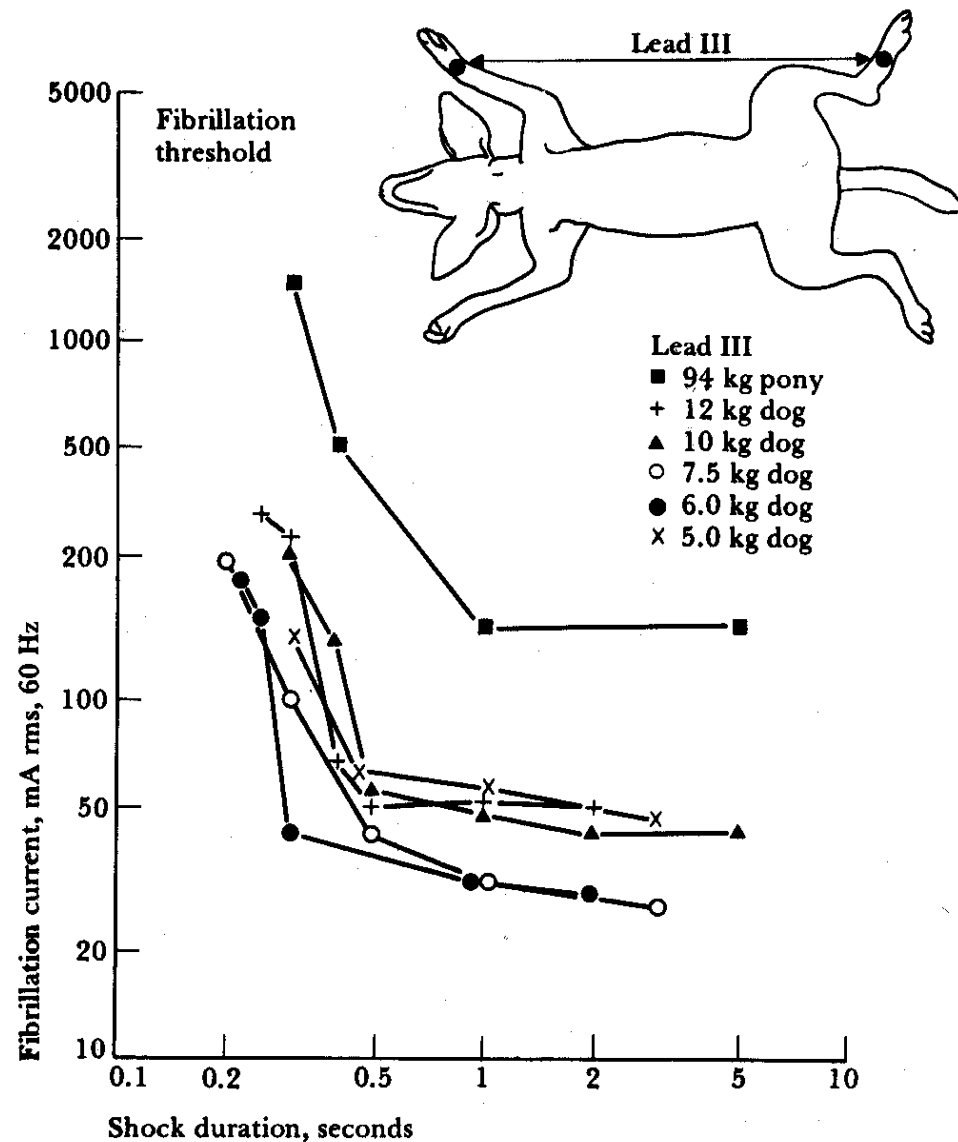 Lead III
5000
Fibrillation
threshold
2000
1000
500
200
100
50
20
10
Fibrillation current, mA rms, 60 Hz
Lead III
94 kg pony
12 kg dog
10 kg dog
7.5 kg dog
6.0 kg dog
5.0 kg dog
0.1 0.2 0.5 1 2 5 10
Shock duration, seconds